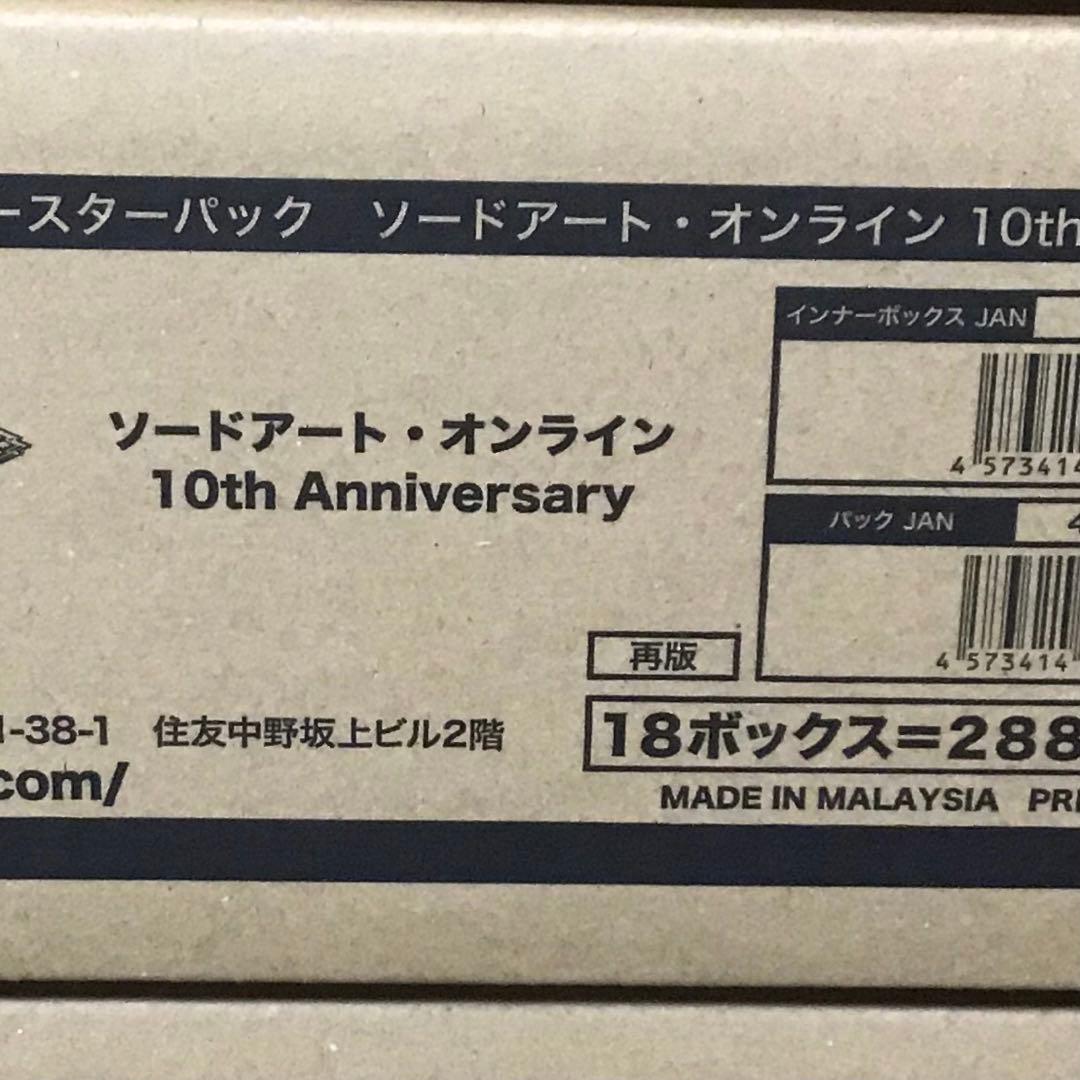 ースターパック　ソードアート・オンライン 10th
インナーボックス JAN
4 573414
ソードアート・オンライン
10th Anniversary
パック JAN
4 573414
再版
1-38-1　住友中野坂上ビル2階
18ボックス=288
.com/
MADE IN MALAYSIA　PRI